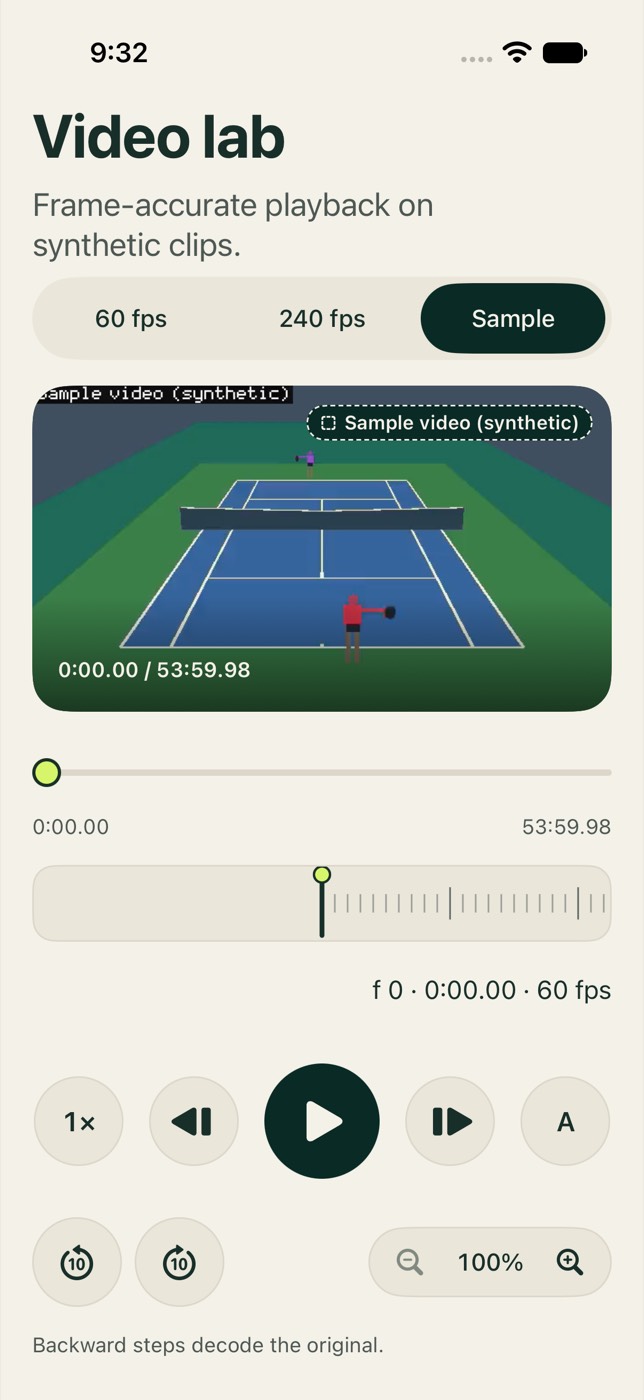 9:32
Video lab
Frame-accurate playback on
synthetic clips.
60 fps
240 fps
Sample
Sample video (synthetic)
Sample video (synthetic)
0:00.00 / 53:59.98
0:00.00
53:59.98
f 0 · 0:00.00 · 60 fps
1×
A
10
10
100%
Backward steps decode the original.